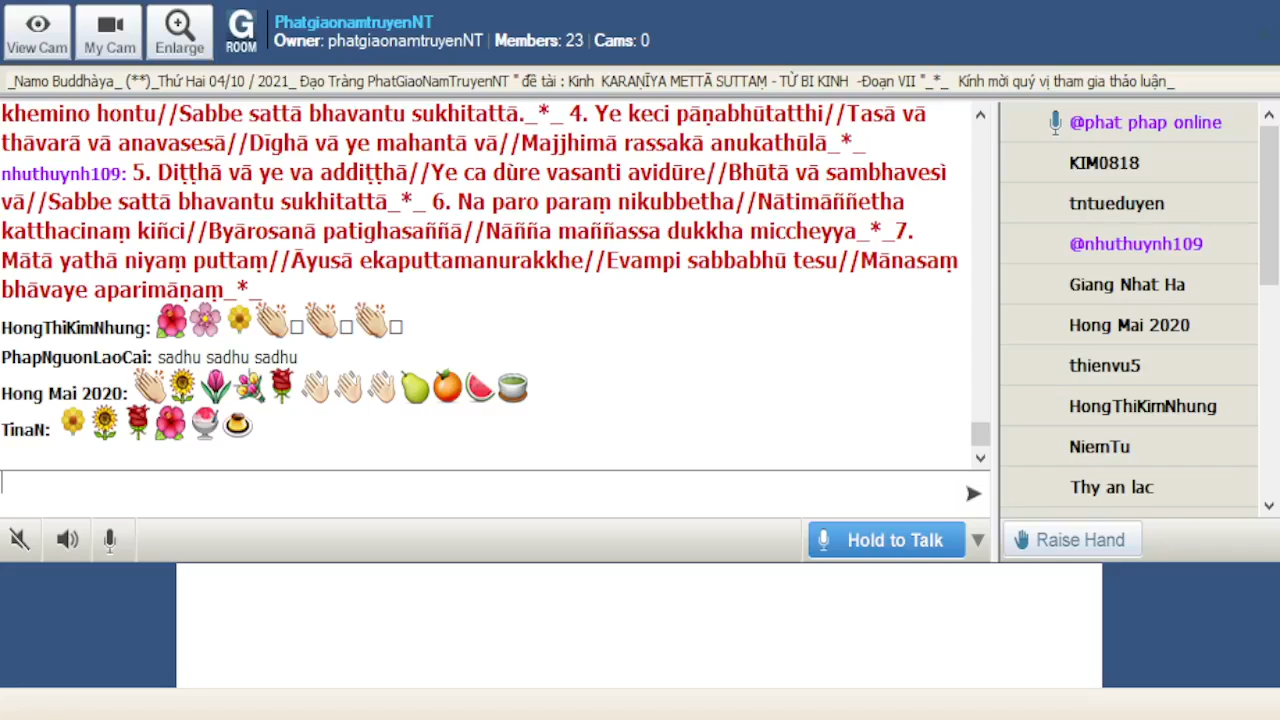 View Cam
My Cam
Enlarge
G
ROOM
PhatgiaonamtruyenNT
Owner: phatgiaonamtruyenNT | Members: 23 | Cams: 0
_Namo Buddhàya_ (**)_Thứ Hai 04/10 / 2021_ Đạo Tràng PhatGiaoNamTruyenNT " đề tài : Kinh KARAṆĪYA METTĀ SUTTAṂ - TỪ BI KINH -Đoạn VII "_*_ Kính mời quý vị tham gia thảo luận_
khemino hontu//Sabbe sattā bhavantu sukhitattā._*_ 4. Ye keci pāṇabhūtatthi//Tasā vā
thāvarā vā anavasesā//Dīghā vā ye mahantā vā//Majjhimā rassakā anukathūlā_*_
nhuthuynh109: 5. Diṭṭhā vā ye va addiṭṭhā//Ye ca dùre vasanti avidūre//Bhūtā vā sambhavesì
vā//Sabbe sattā bhavantu sukhitattā_*_ 6. Na paro paraṃ nikubbetha//Nātimāññetha
katthacinaṃ kiñci//Byārosanā patighasaññā//Nāñña maññassa dukkha miccheyya_*_7.
Mātā yathā niyaṃ puttaṃ//Āyusā ekaputtamanurakkhe//Evampi sabbabhū tesu//Mānasaṃ
bhāvaye aparimāṇaṃ_*_
HongThiKimNhung:
PhapNguonLaoCai: sadhu sadhu sadhu
Hong Mai 2020:
TinaN:
@phat phap online
KIM0818
tntueduyen
@nhuthuynh109
Giang Nhat Ha
Hong Mai 2020
thienvu5
HongThiKimNhung
NiemTu
Thy an lac
Hold to Talk
Raise Hand